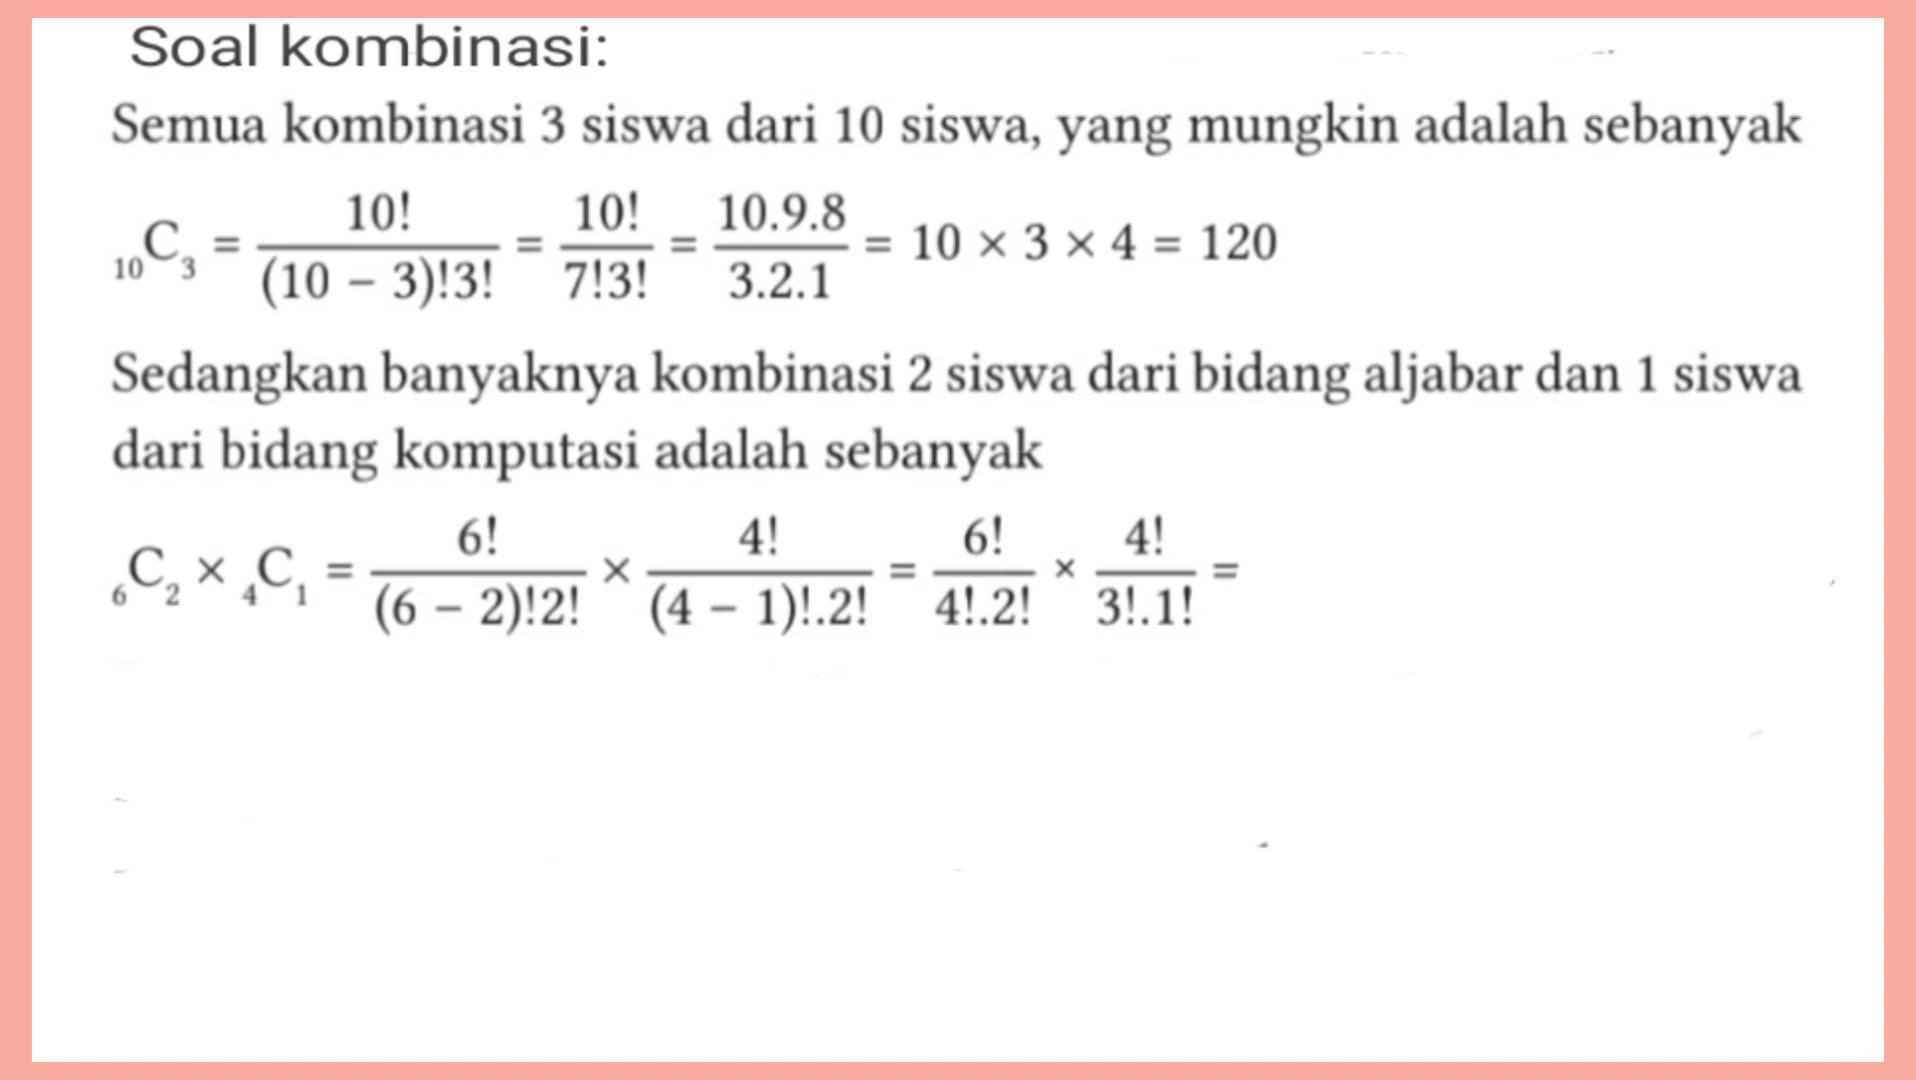 Soal kombinasi:
Semua kombinasi 3 siswa dari 10 siswa, yang mungkin adalah sebanyak
₁₀C₃ = 10!/(10 − 3)!3! = 10!/7!3! = 10.9.8/3.2.1 = 10 × 3 × 4 = 120
Sedangkan banyaknya kombinasi 2 siswa dari bidang aljabar dan 1 siswa
dari bidang komputasi adalah sebanyak
₆C₂ × ₄C₁ = 6!/(6 − 2)!2! × 4!/(4 − 1)!.2! = 6!/4!.2! × 4!/3!.1! =